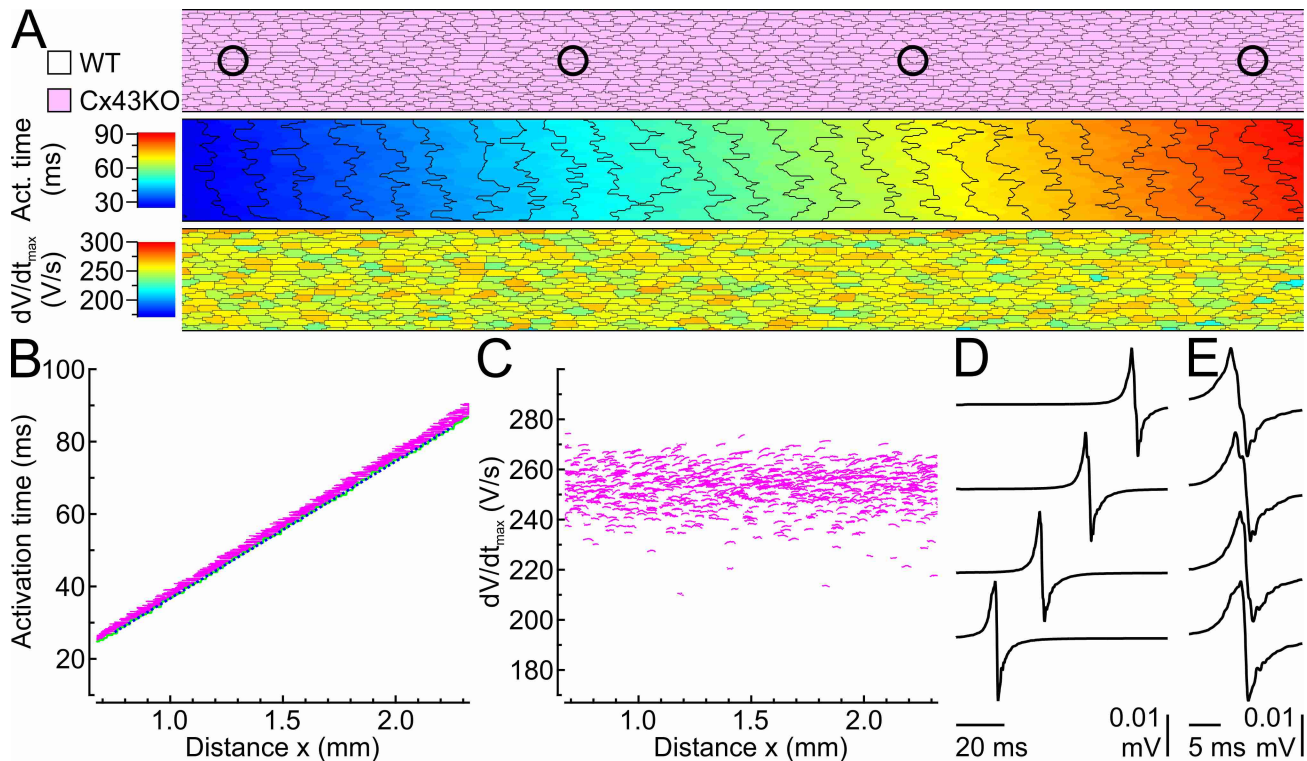 A
WT
Cx43KO
Act. time
(ms)
90
60
30
dV/dtmax
(V/s)
300
250
200
B
Activation time (ms)
100
80
60
40
20
1.0 1.5 2.0
Distance x (mm)
C
dV/dtmax (V/s)
280
260
240
220
200
180
1.0 1.5 2.0
Distance x (mm)
D
20 ms
0.01
mV
E
5 ms
0.01
mV